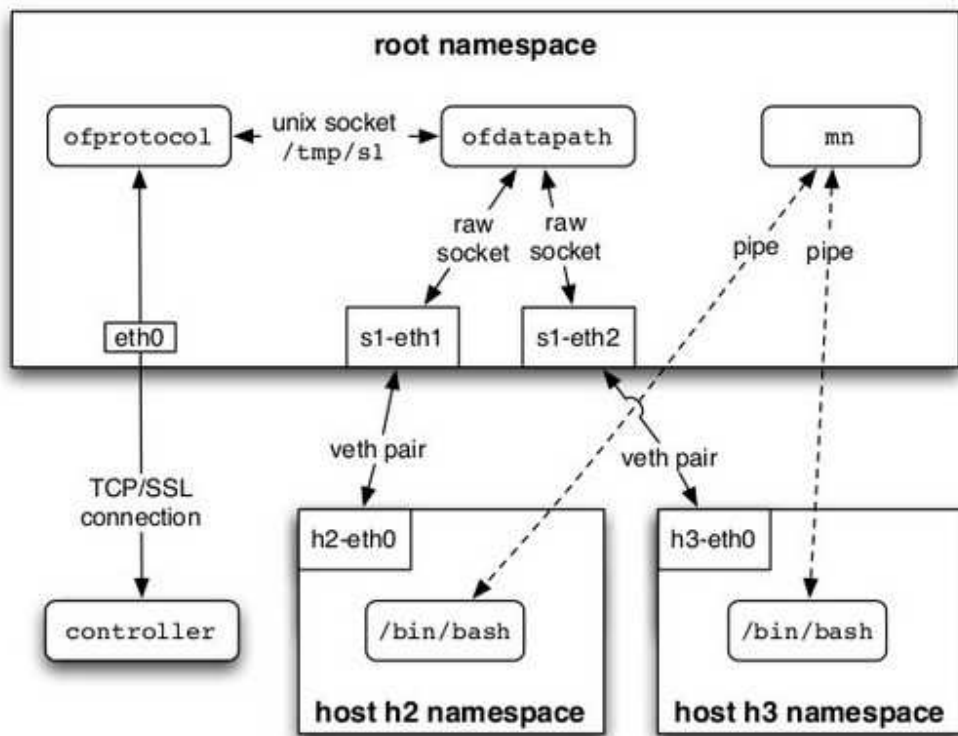 root namespace
ofprotocol
unix socket
/tmp/s1
ofdatapath
mn
raw
socket
raw
socket
pipe
pipe
eth0
s1-eth1
s1-eth2
veth pair
veth pair
TCP/SSL
connection
h2-eth0
h3-eth0
controller
/bin/bash
/bin/bash
host h2 namespace
host h3 namespace